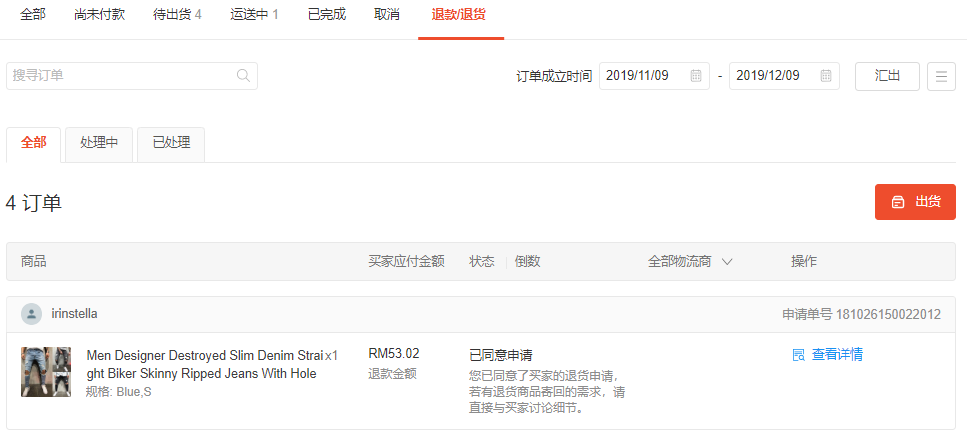 全部 尚未付款 待出货 4 运送中 1 已完成 取消 退款/退货
搜寻订单 订单成立时间 2019/11/09 - 2019/12/09 汇出
全部 处理中 已处理
4 订单 出货
商品 买家应付金额 状态 倒数 全部物流商 操作
irinstella 申请单号 181026150022012
Men Designer Destroyed Slim Denim Strai x1 RM53.02 已同意申请 查看详情
ght Biker Skinny Ripped Jeans With Hole 退款金额 您已同意了买家的退货申请,
规格: Blue,S 若有退货商品寄回的需求，请
直接与买家讨论细节。